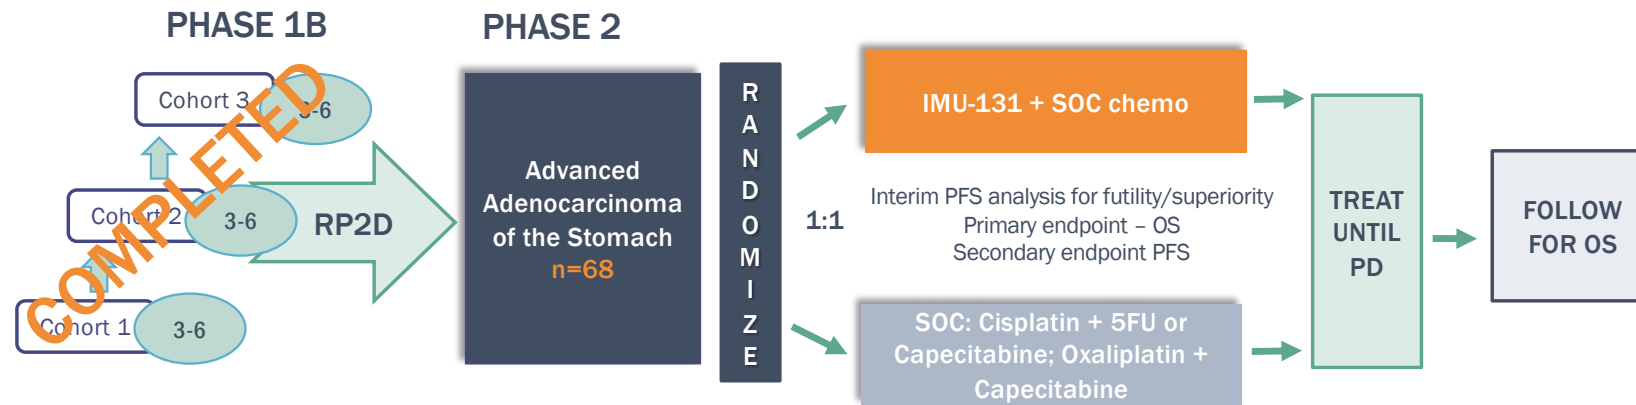 PHASE 1B
PHASE 2
Cohort 3
3-6
Cohort 2
3-6
Cohort 1
3-6
COMPLETED
RP2D
Advanced
Adenocarcinoma
of the Stomach
n=68
R
A
N
D
O
M
I
Z
E
1:1
IMU-131 + SOC chemo
Interim PFS analysis for futility/superiority
Primary endpoint – OS
Secondary endpoint PFS
SOC: Cisplatin + 5FU or
Capecitabine; Oxaliplatin +
Capecitabine
TREAT
UNTIL
PD
FOLLOW
FOR OS